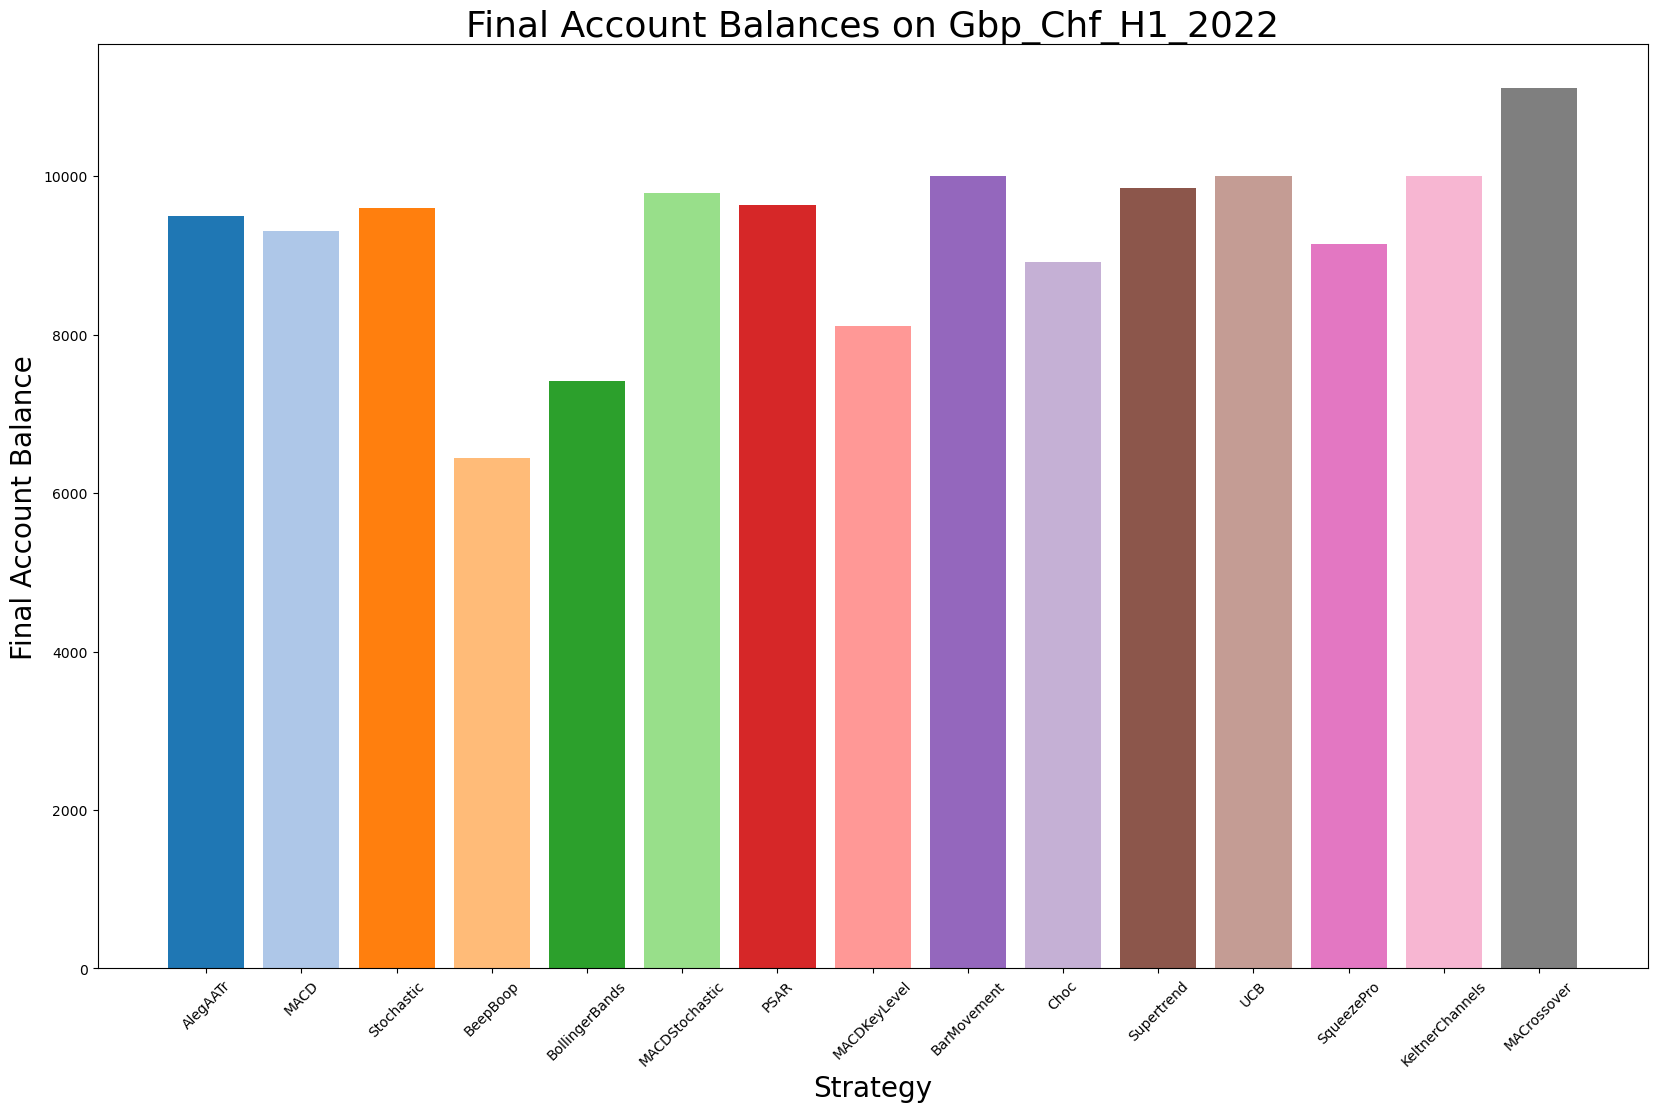 Final Account Balances on Gbp_Chf_H1_2022
Final Account Balance
10000
8000
6000
4000
2000
0
AlegAATr
MACD
Stochastic
BeepBoop
BollingerBands
MACDStochastic
PSAR
MACDKeyLevel
BarMovement
Choc
Supertrend
UCB
SqueezePro
KeltnerChannels
MACrossover
Strategy